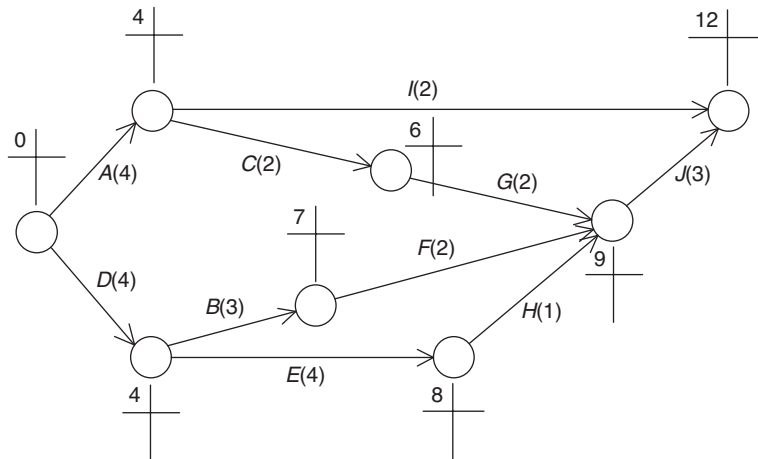 4
12
I(2)
0
6
A(4)
C(2)
G(2)
J(3)
7
F(2)
D(4)
9
B(3)
H(1)
E(4)
4
8